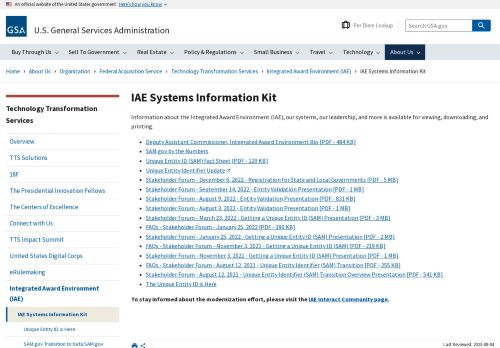 An official website of the United States government Here's how you know
GSA
U.S. General Services Administration
Per Diem Lookup
Search GSA.gov
Buy Through Us
Sell To Government
Real Estate
Policy & Regulations
Small Business
Travel
Technology
About Us
Home › About Us › Organization › Federal Acquisition Service › Technology Transformation Services › Integrated Award Environment (IAE) › IAE Systems Information Kit
Technology Transformation
Services
Overview
TTS Solutions
18F
The Presidential Innovation Fellows
The Centers of Excellence
Connect with Us
TTS Impact Summit
United States Digital Corps
eRulemaking
Integrated Award Environment
(IAE)
IAE Systems Information Kit
Unique Entity ID is Here
SAM.gov Transition to beta.SAM.gov
IAE Systems Information Kit
Information about the Integrated Award Environment (IAE), our systems, our leadership, and more is available for viewing, downloading, and
printing.
Deputy Assistant Commissioner, Integrated Award Environment Bio [PDF - 484 KB]
SAM.gov by the Numbers
Unique Entity ID (SAM) Fact Sheet [PDF - 120 KB]
Unique Entity Identifier Update
Stakeholder Forum - December 6, 2022 - Registration for State and Local Governments [PDF - 5 MB]
Stakeholder Forum - September 14, 2022 - Entity Validation Presentation [PDF - 1 MB]
Stakeholder Forum - August 9, 2022 - Entity Validation Presentation [PDF - 831 KB]
Stakeholder Forum - August 3, 2022 - Entity Validation Presentation [PDF - 1 MB]
Stakeholder Forum - March 23, 2022 - Getting a Unique Entity ID (SAM) Presentation [PDF - 3 MB]
FAQs - Stakeholder Forum - January 25, 2022 [PDF - 390 KB]
Stakeholder Forum - January 25, 2022 - Getting a Unique Entity ID (SAM) Presentation [PDF - 2 MB]
FAQs - Stakeholder Forum - November 3, 2021 - Getting a Unique Entity ID (SAM) [PDF - 219 KB]
Stakeholder Forum - November 3, 2021 - Getting a Unique Entity ID (SAM) Presentation [PDF - 1 MB]
FAQs - Stakeholder Forum - August 12, 2021 - Unique Entity Identifier (SAM) Transition [PDF - 255 KB]
Stakeholder Forum - August 12, 2021 - Unique Entity Identifier (SAM) Transition Overview Presentation [PDF - 541 KB]
The Unique Entity ID is Here
To stay informed about the modernization effort, please visit the IAE Interact Community page.
Last Reviewed: 2023-08-04